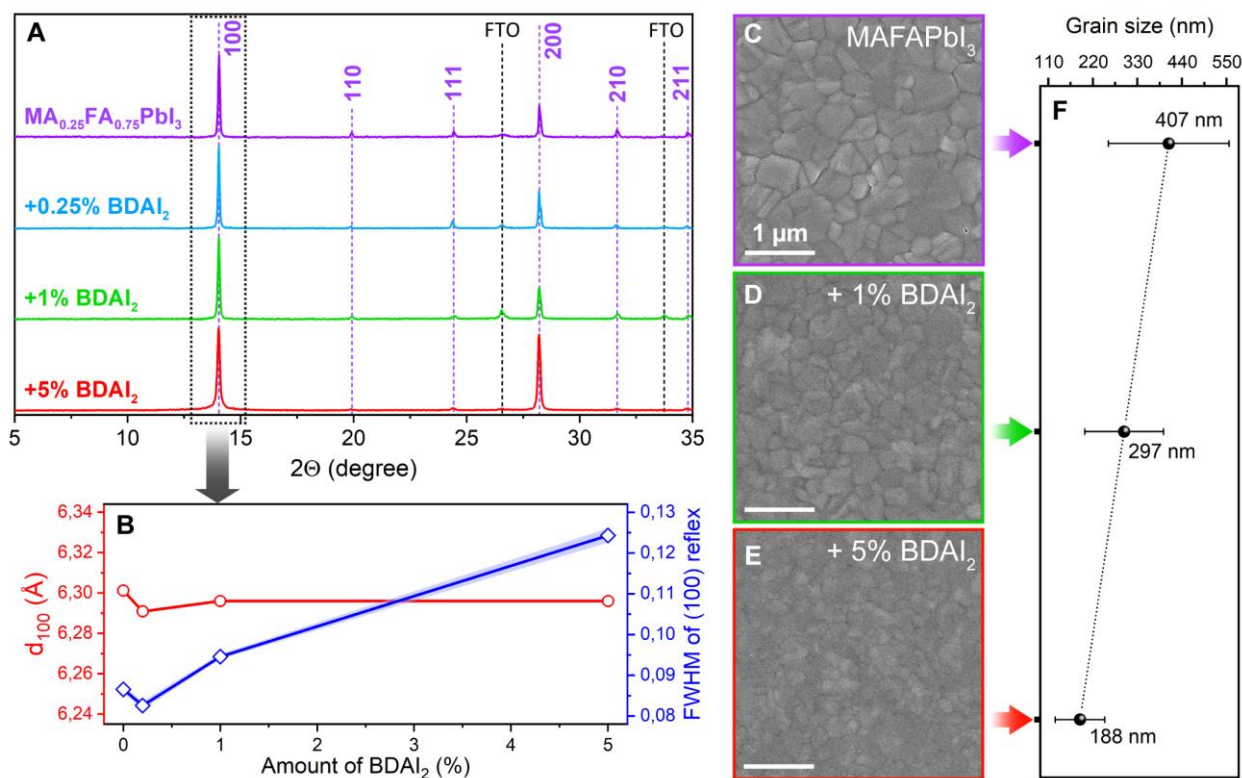 A
100
110
111
FTO
200
210
FTO
211
MA₀.₂₅FA₀.₇₅PbI₃
+0.25% BDAI₂
+1% BDAI₂
+5% BDAI₂
5 10 15 20 25 30 35
2Θ (degree)
B
d₁₀₀ (Å)
6,34
6,32
6,30
6,28
6,26
6,24
0,13
0,12
0,11
0,10
0,09
0,08
FWHM of (100) reflex
0 1 2 3 4 5
Amount of BDAI₂ (%)
C MAFAPbI₃
1 µm
D + 1% BDAI₂
E + 5% BDAI₂
Grain size (nm)
110 220 330 440 550
F
407 nm
297 nm
188 nm